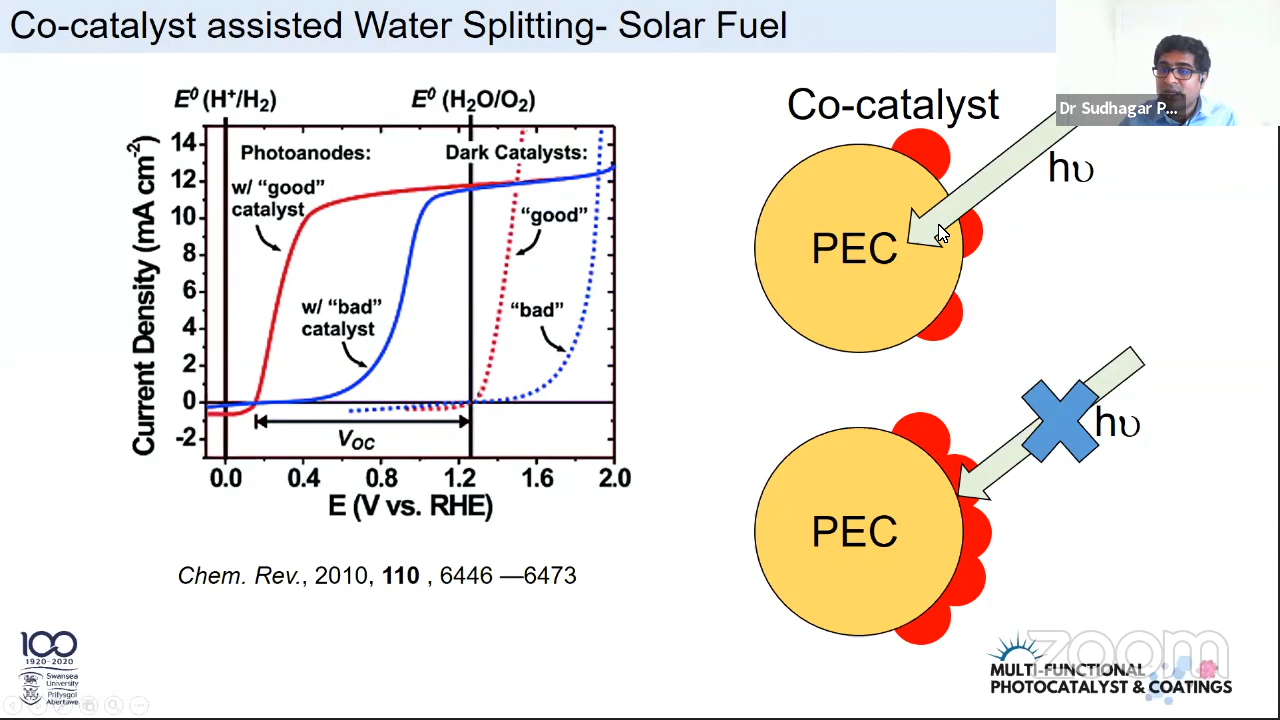 Co-catalyst assisted Water Splitting- Solar Fuel
Dr Sudhagar P...
E⁰ (H⁺/H₂)
E⁰ (H₂O/O₂)
Photoanodes:
Dark Catalysts:
w/ “good”
catalyst
“good”
w/ “bad”
catalyst
“bad”
V_OC
14
12
10
8
6
4
2
0
-2
Current Density (mA cm⁻²)
0.0 0.4 0.8 1.2 1.6 2.0
E (V vs. RHE)
Chem. Rev., 2010, 110 , 6446 —6473
Co-catalyst
hυ
PEC
hυ
PEC
100
1920-2020
Swansea
University
Prifysgol
Abertawe
zoom
MULTI-FUNCTIONAL
PHOTOCATALYST & COATINGS